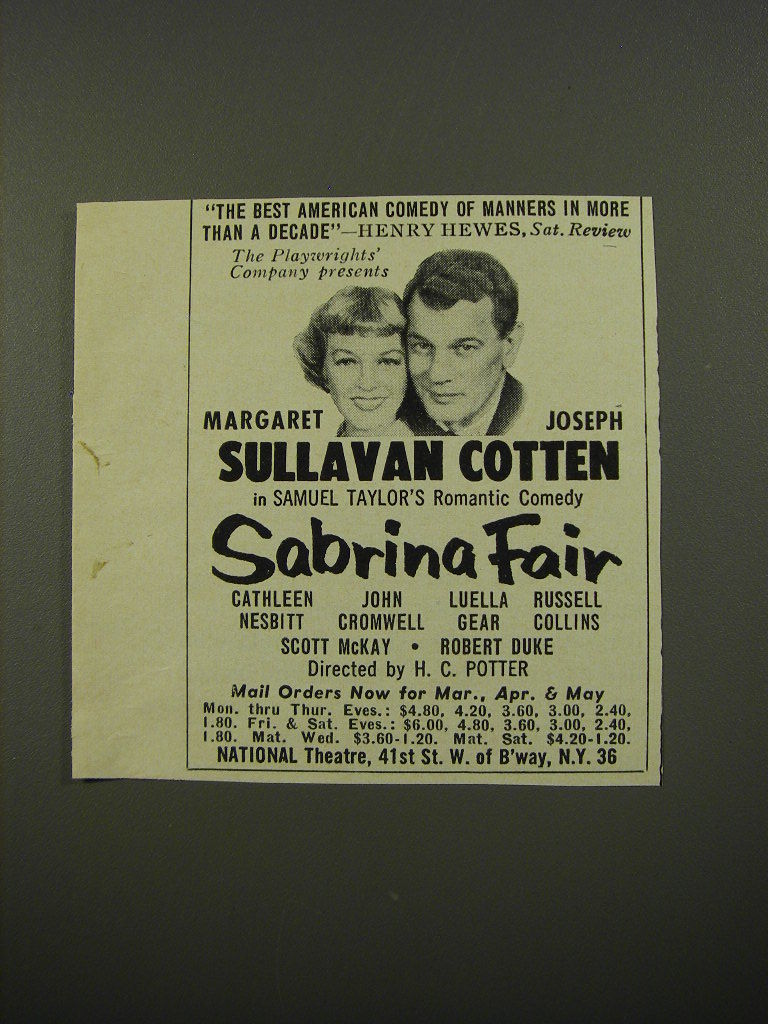 "THE BEST AMERICAN COMEDY OF MANNERS IN MORE
THAN A DECADE"—HENRY HEWES, Sat. Review
The Playwrights'
Company presents
MARGARET JOSEPH
SULLAVAN COTTEN
in SAMUEL TAYLOR'S Romantic Comedy
Sabrina Fair
CATHLEEN JOHN LUELLA RUSSELL
NESBITT CROMWELL GEAR COLLINS
SCOTT McKAY • ROBERT DUKE
Directed by H. C. POTTER
Mail Orders Now for Mar., Apr. & May
Mon. thru Thur. Eves.: $4.80, 4.20, 3.60, 3.00, 2.40,
1.80. Fri. & Sat. Eves.: $6.00, 4.80, 3.60, 3.00, 2.40,
1.80. Mat. Wed. $3.60-1.20. Mat. Sat. $4.20-1.20.
NATIONAL Theatre, 41st St. W. of B'way, N.Y. 36